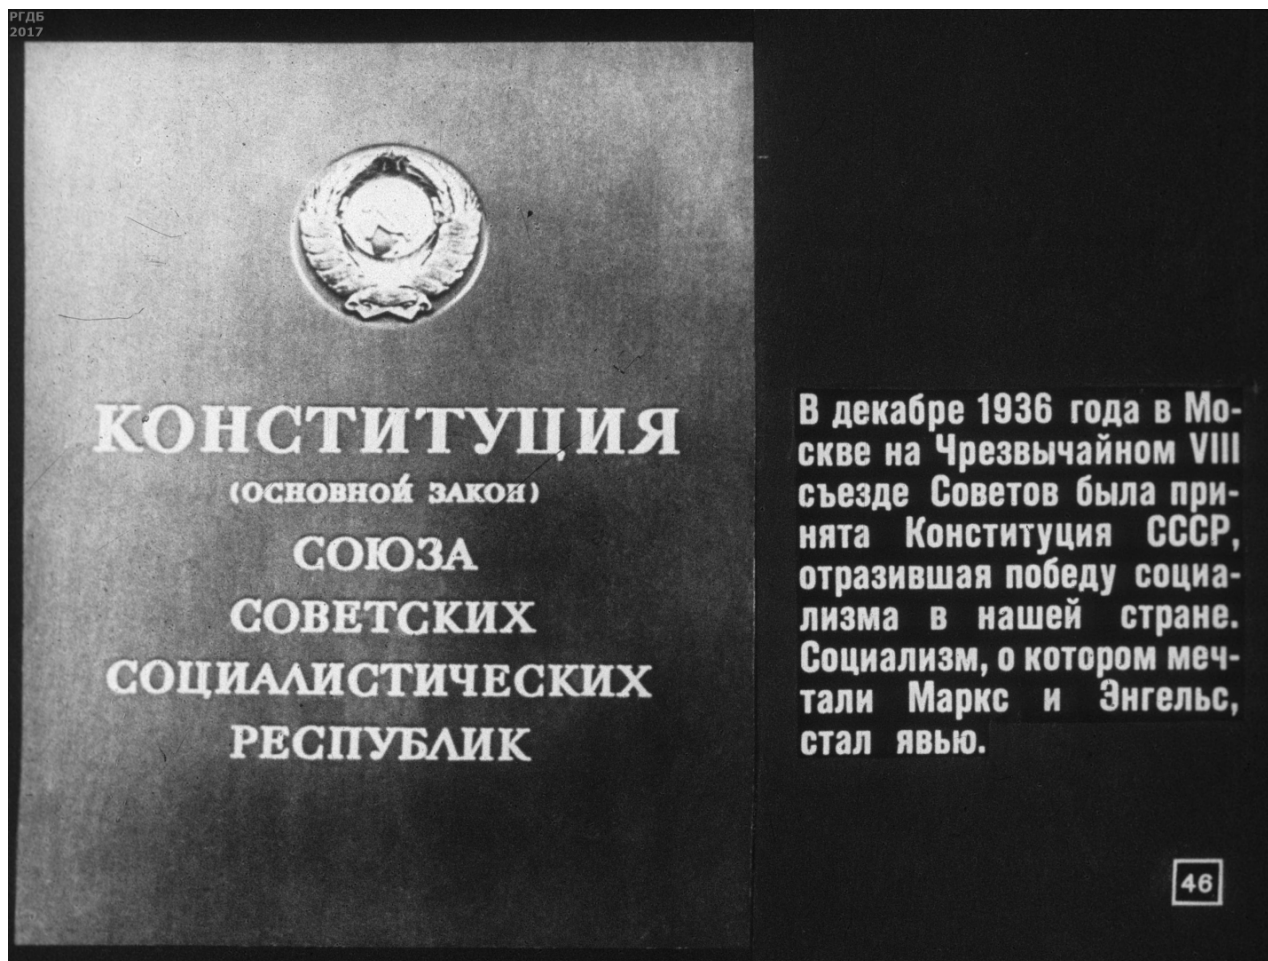 РГДБ
2017
КОНСТИТУЦИЯ
(ОСНОВНОЙ ЗАКОН)
СОЮЗА
СОВЕТСКИХ
СОЦИАЛИСТИЧЕСКИХ
РЕСПУБЛИК
В декабре 1936 года в Мо-
скве на Чрезвычайном VIII
съезде Советов была при-
нята Конституция СССР,
отразившая победу социа-
лизма в нашей стране.
Социализм, о котором меч-
тали Маркс и Энгельс,
стал явью.
46